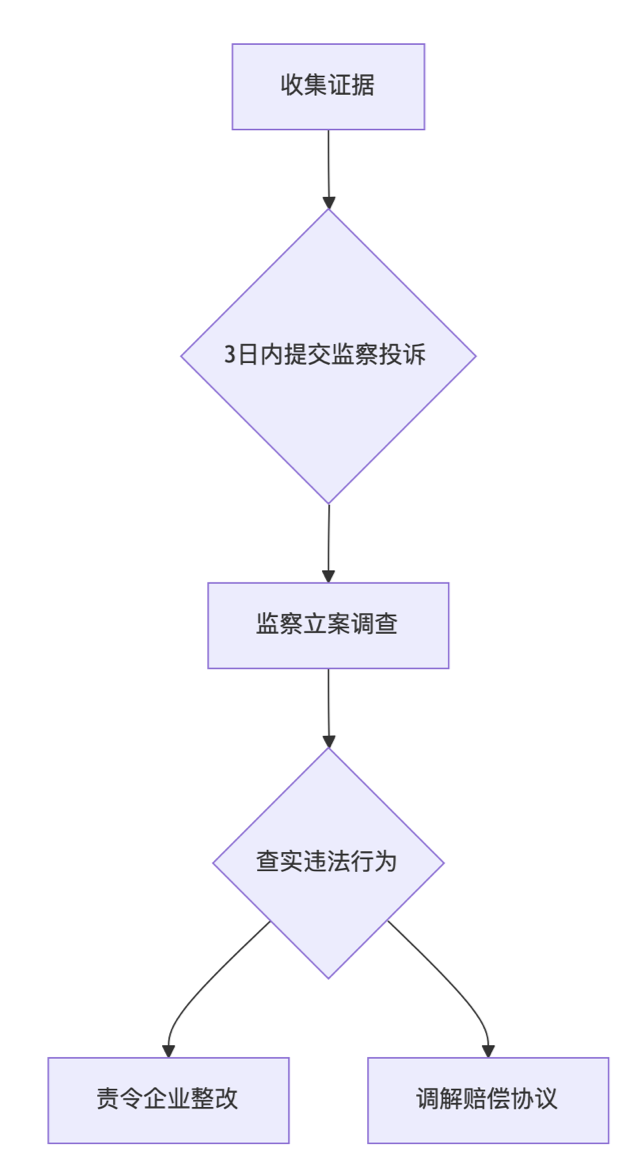 收集证据
3日内提交监察投诉
监察立案调查
查实违法行为
责令企业整改
调解赔偿协议